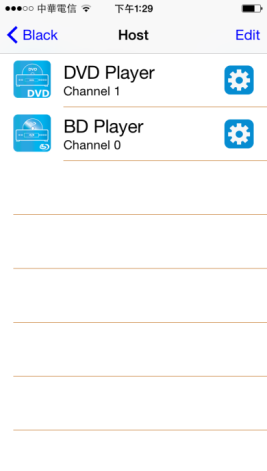 中華電信 下午1:29
Black Host Edit
DVD Player
Channel 1
DVD
DVD
BD Player
Channel 0